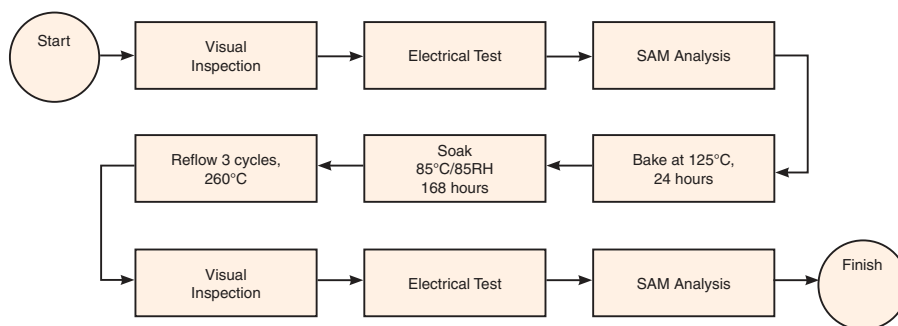 Start
Visual
Inspection
Electrical Test
SAM Analysis
Bake at 125°C,
24 hours
Soak
85°C/85RH
168 hours
Reflow 3 cycles,
260°C
Visual
Inspection
Electrical Test
SAM Analysis
Finish